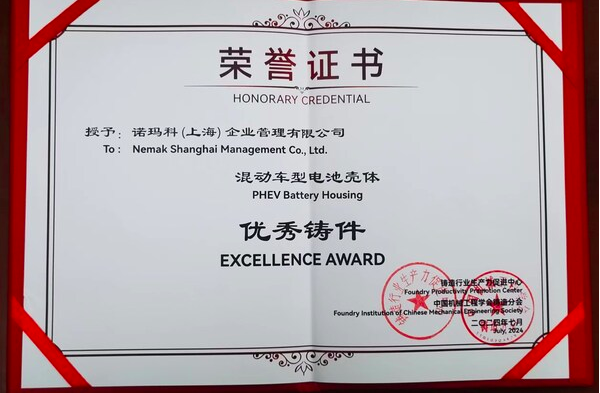 荣誉证书
HONORARY CREDENTIAL
授予：诺玛科(上海)企业管理有限公司
To : Nemak Shanghai Management Co., Ltd.
混动车型电池壳体
PHEV Battery Housing
优秀铸件
EXCELLENCE AWARD
铸造行业生产力促进中心
Foundry Productivity Promotion Center
中国机械工程学会铸造分会
Foundry Institution of Chinese Mechanical Engineering Society
二〇二四年七月
July, 2024